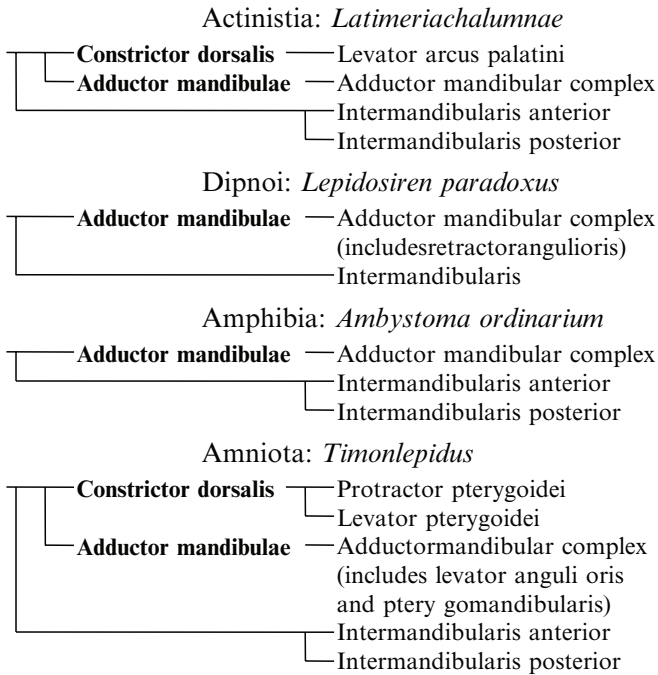 Actinistia: Latimeriachalumnae
Constrictor dorsalis Levator arcus palatini
Adductor mandibulae Adductor mandibular complex
Intermandibularis anterior
Intermandibularis posterior
Dipnoi: Lepidosiren paradoxus
Adductor mandibulae Adductor mandibular complex
(includesretractorangulioris)
Intermandibularis
Amphibia: Ambystoma ordinarium
Adductor mandibulae Adductor mandibular complex
Intermandibularis anterior
Intermandibularis posterior
Amniota: Timonlepidus
Constrictor dorsalis Protractor pterygoidei
Levator pterygoidei
Adductor mandibulae Adductormandibular complex
(includes levator anguli oris
and ptery gomandibularis)
Intermandibularis anterior
Intermandibularis posterior